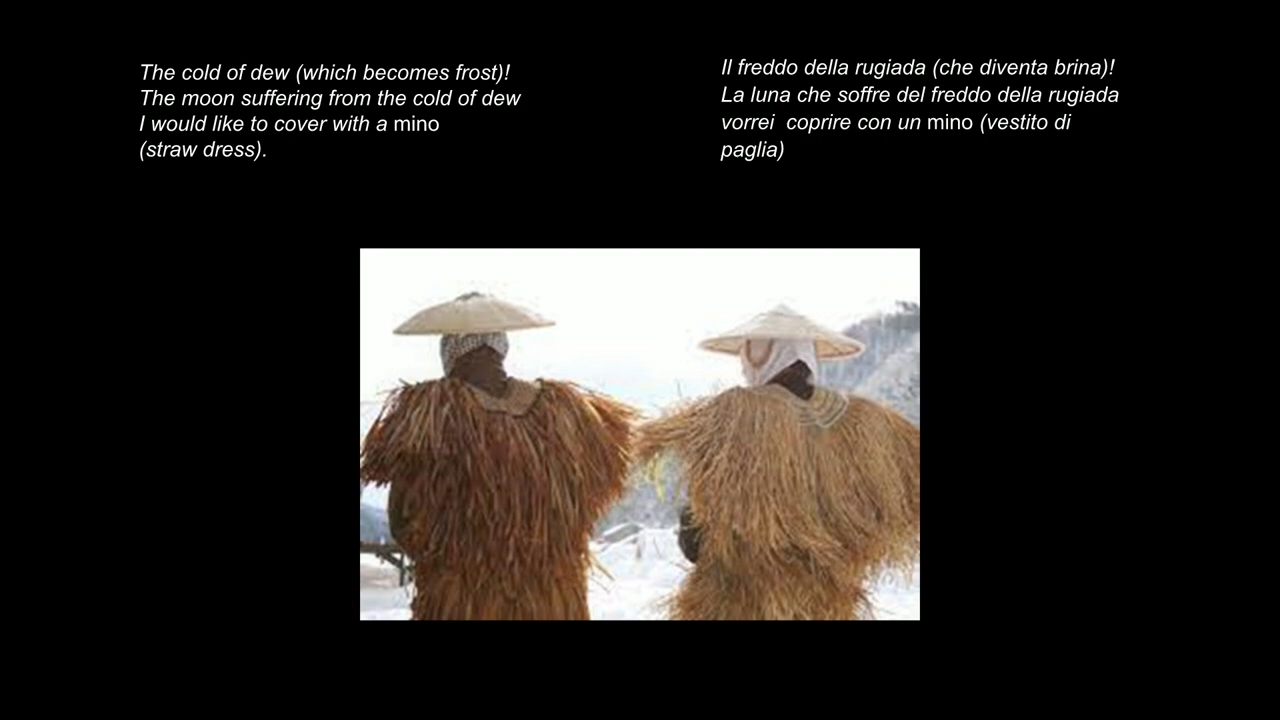 The cold of dew (which becomes frost)!
The moon suffering from the cold of dew
I would like to cover with a mino
(straw dress).
Il freddo della rugiada (che diventa brina)!
La luna che soffre del freddo della rugiada
vorrei  coprire con un mino (vestito di
paglia)